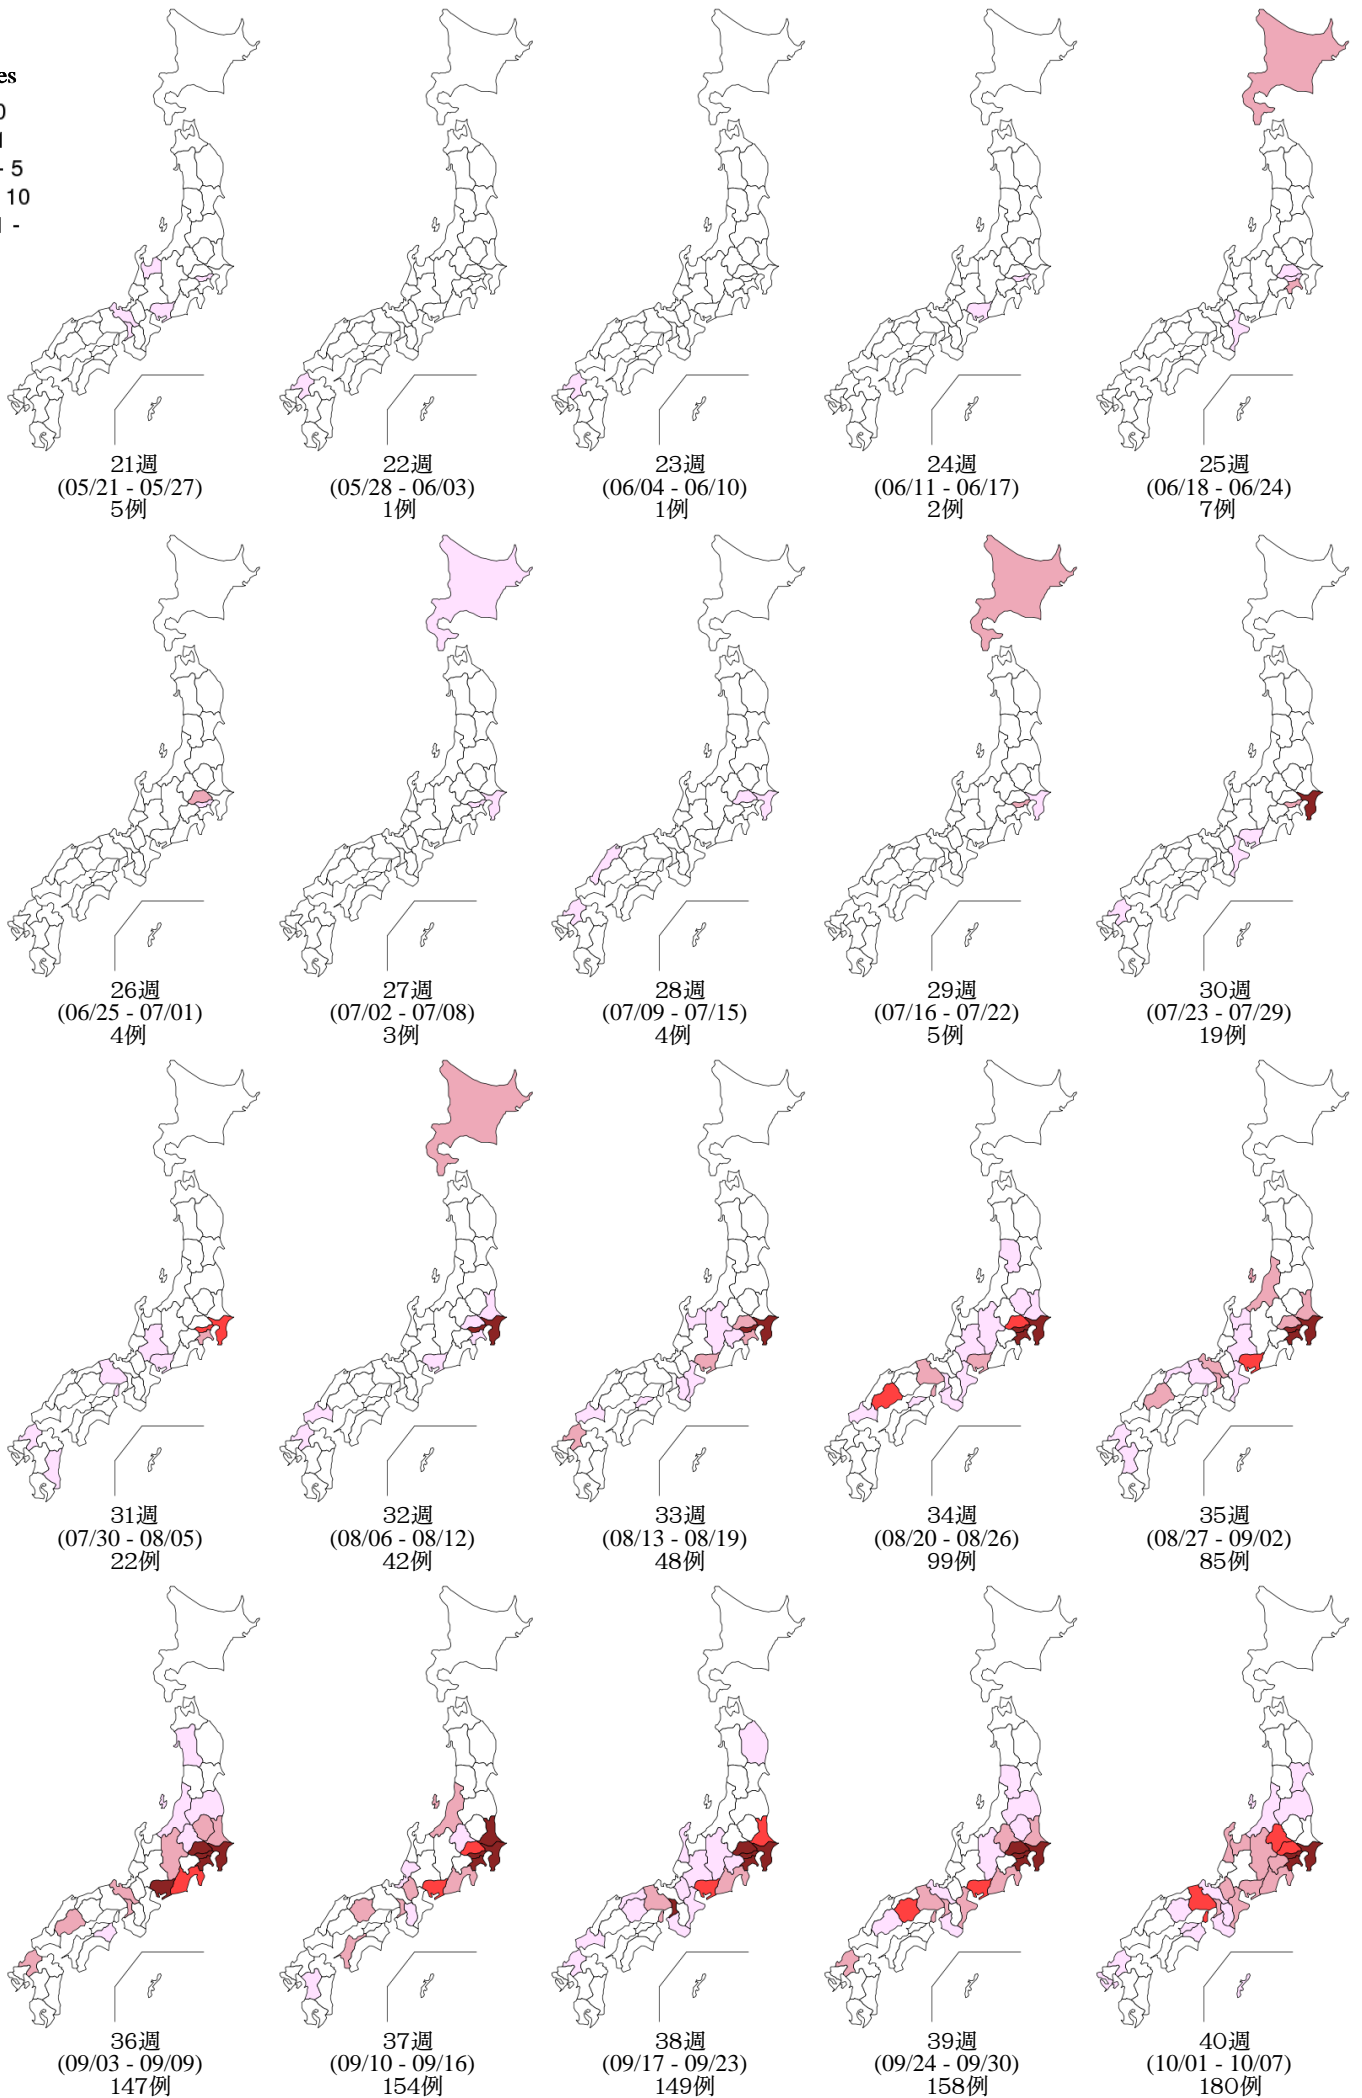 es
0
1
- 5
10
1 -
21週
(05/21 - 05/27)
5例
22週
(05/28 - 06/03)
1例
23週
(06/04 - 06/10)
1例
24週
(06/11 - 06/17)
2例
25週
(06/18 - 06/24)
7例
26週
(06/25 - 07/01)
4例
27週
(07/02 - 07/08)
3例
28週
(07/09 - 07/15)
4例
29週
(07/16 - 07/22)
5例
30週
(07/23 - 07/29)
19例
31週
(07/30 - 08/05)
22例
32週
(08/06 - 08/12)
42例
33週
(08/13 - 08/19)
48例
34週
(08/20 - 08/26)
99例
35週
(08/27 - 09/02)
85例
36週
(09/03 - 09/09)
147例
37週
(09/10 - 09/16)
154例
38週
(09/17 - 09/23)
149例
39週
(09/24 - 09/30)
158例
40週
(10/01 - 10/07)
180例